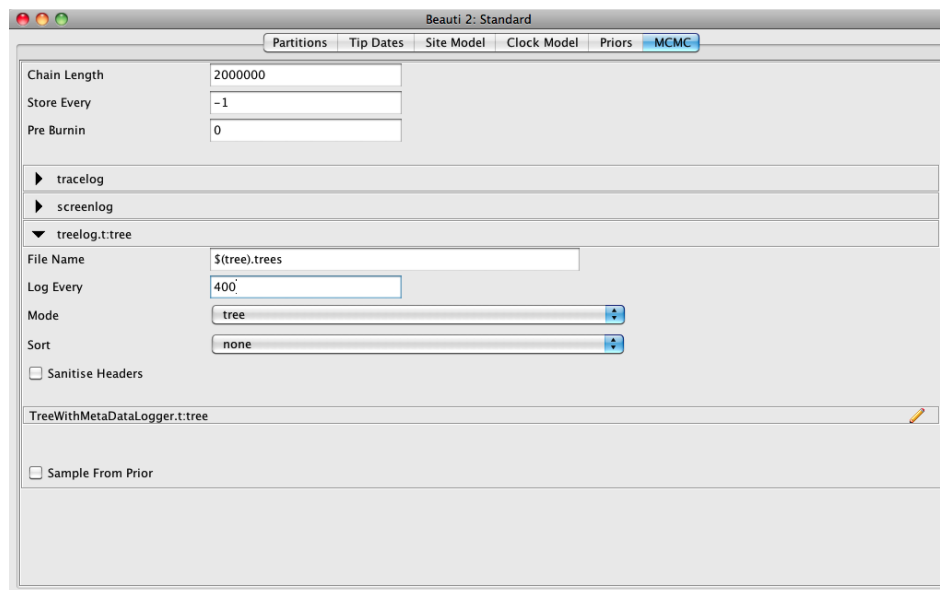 Beauti 2: Standard
Partitions Tip Dates Site Model Clock Model Priors MCMC
Chain Length 2000000
Store Every -1
Pre Burnin 0
tracelog
screenlog
treelog.t:tree
File Name $(tree).trees
Log Every 400
Mode tree
Sort none
Sanitise Headers
TreeWithMetaDataLogger.t:tree
Sample From Prior